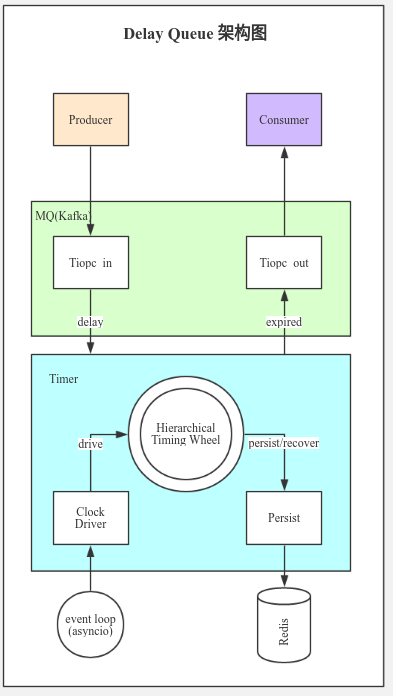 Delay Queue 架构图
Producer
Consumer
MQ(Kafka)
Tiopc in
Tiopc out
delay
expired
Timer
Hierarchical
Timing Wheel
drive
persist/recover
Clock
Driver
Persist
event loop
(asyncio)
Redis